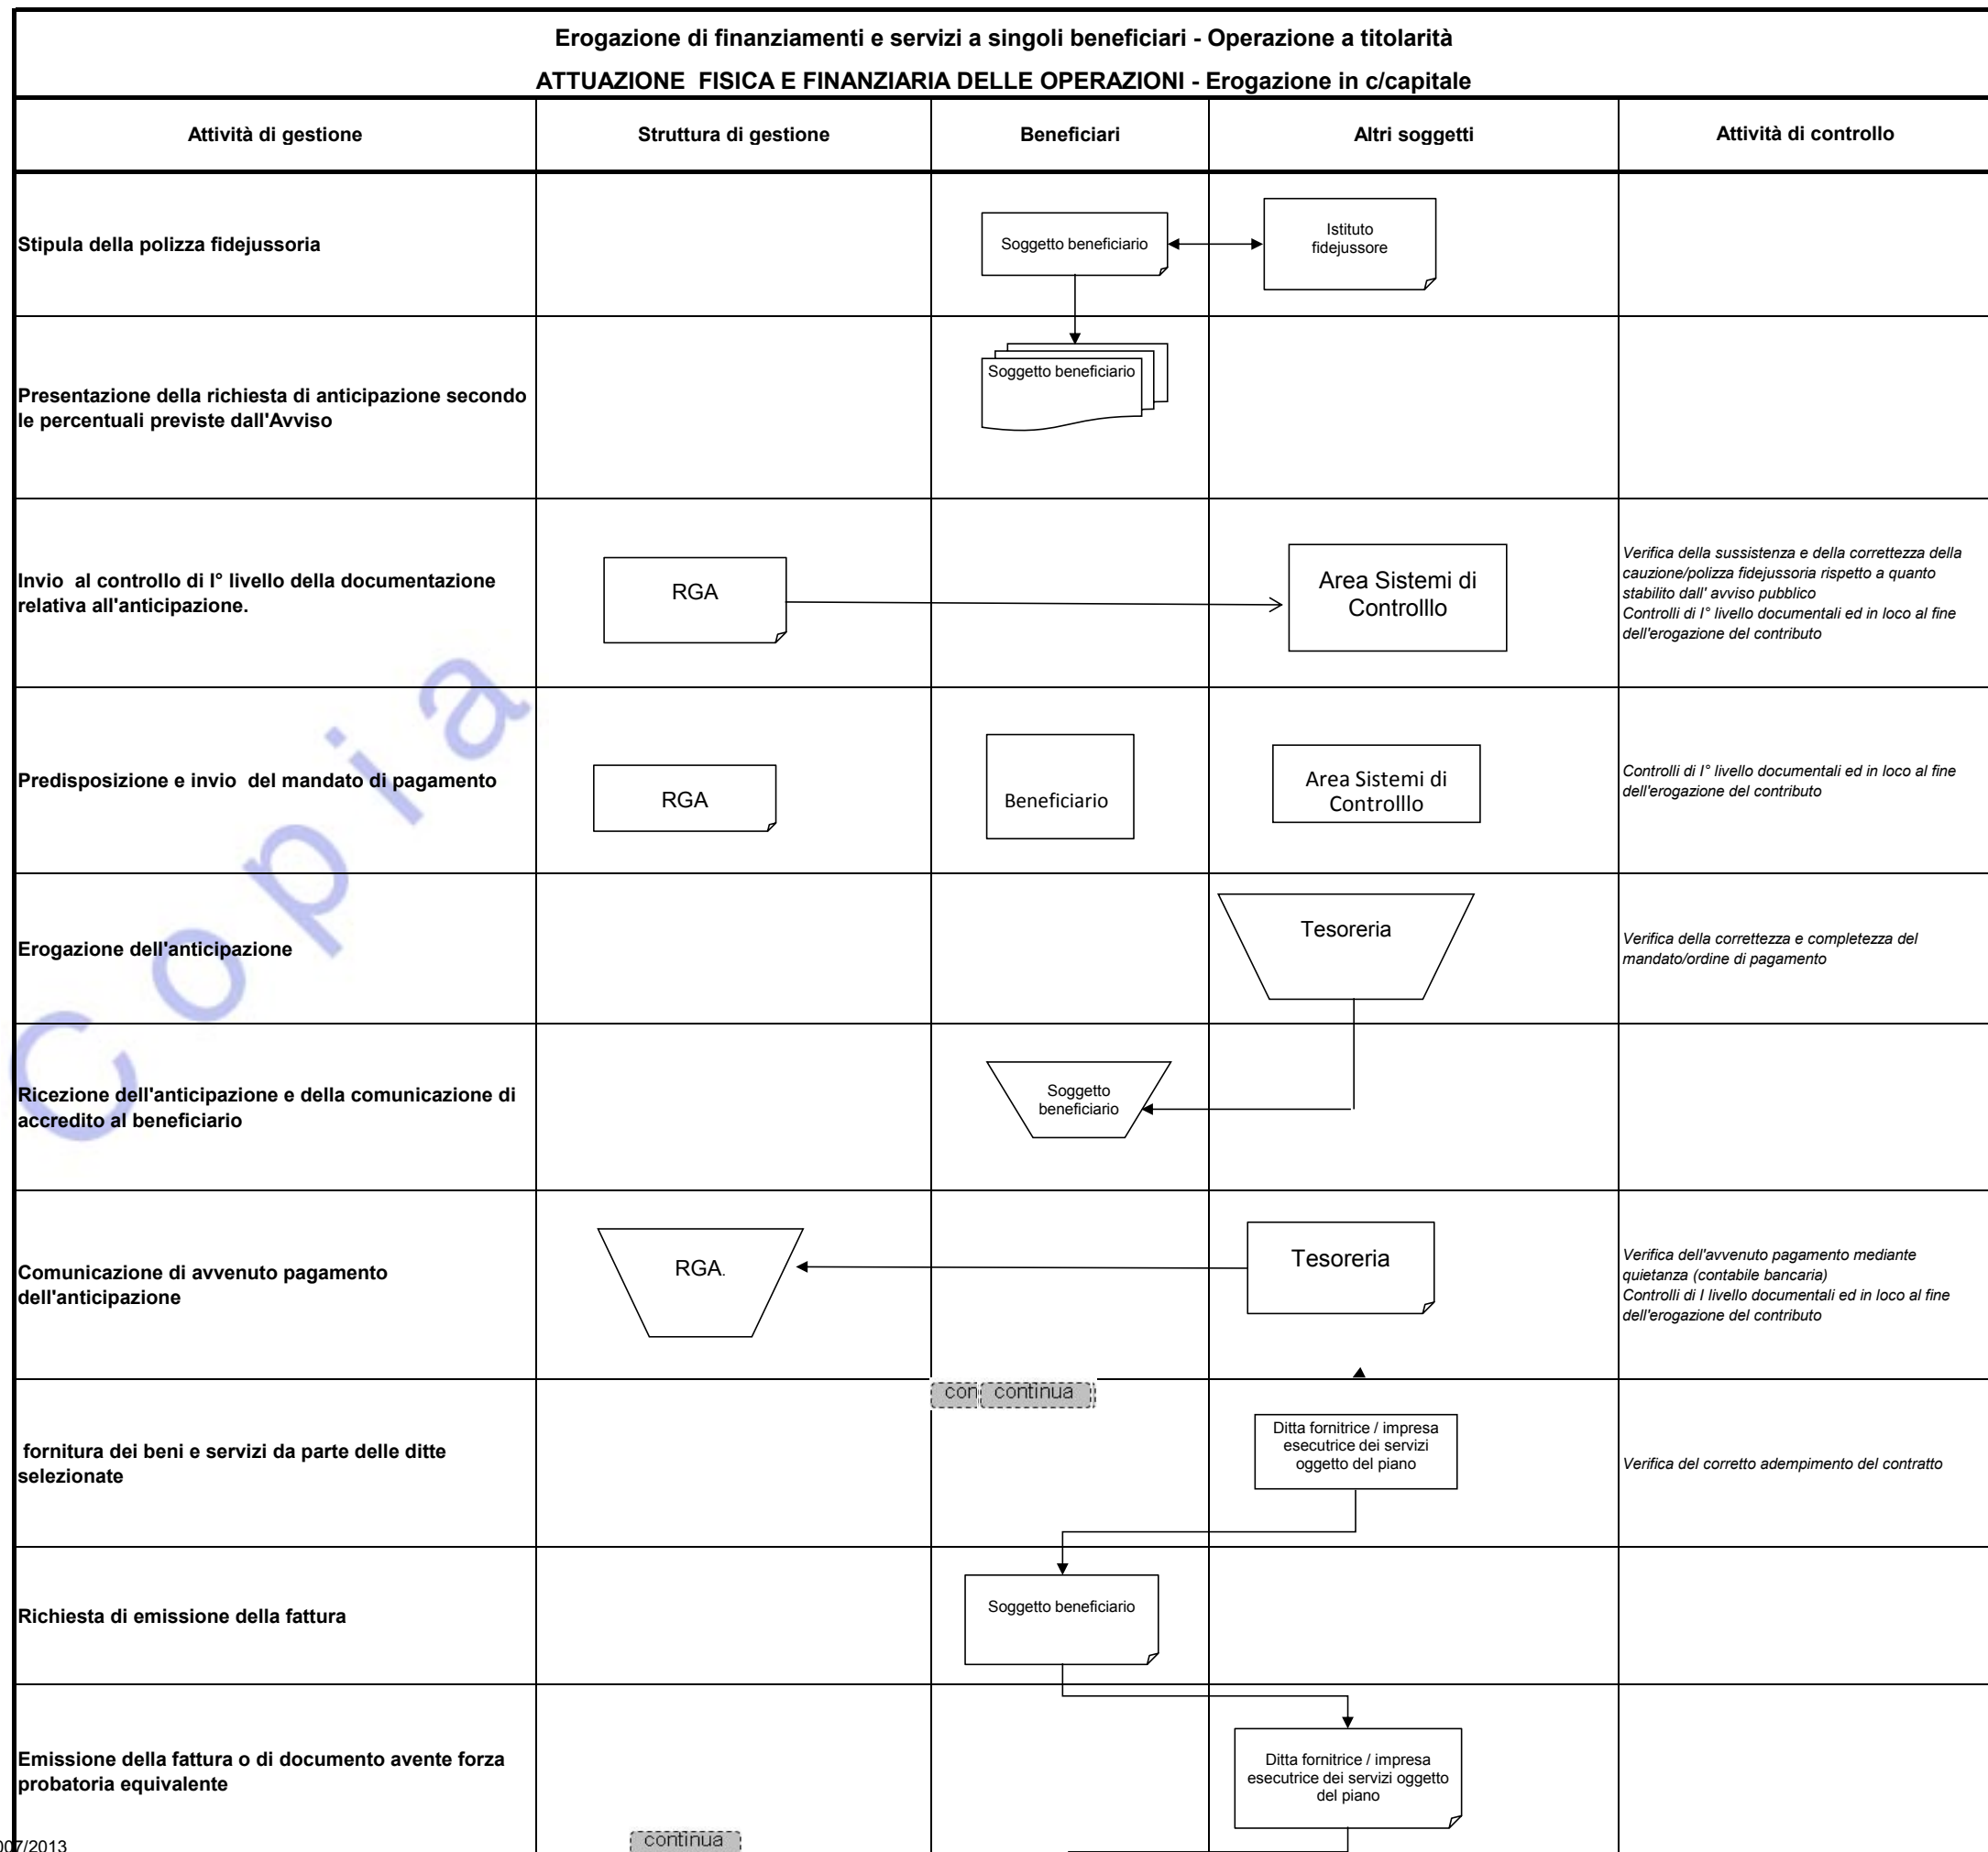 Erogazione di finanziamenti e servizi a singoli beneficiari - Operazione a titolarità
ATTUAZIONE FISICA E FINANZIARIA DELLE OPERAZIONI - Erogazione in c/capitale
Attività di gestione
Struttura di gestione
Beneficiari
Altri soggetti
Attività di controllo
Stipula della polizza fidejussoria
Soggetto beneficiario
Istituto
fidejussore
Presentazione della richiesta di anticipazione secondo
le percentuali previste dall'Avviso
Soggetto beneficiario
Invio al controllo di I° livello della documentazione
relativa all'anticipazione.
RGA
Area Sistemi di
Controlllo
Verifica della sussistenza e della correttezza della
cauzione/polizza fidejussoria rispetto a quanto
stabilito dall' avviso pubblico
Controlli di I° livello documentali ed in loco al fine
dell'erogazione del contributo
Predisposizione e invio del mandato di pagamento
RGA
Beneficiario
Area Sistemi di
Controlllo
Controlli di I° livello documentali ed in loco al fine
dell'erogazione del contributo
Erogazione dell'anticipazione
Tesoreria
Verifica della correttezza e completezza del
mandato/ordine di pagamento
Ricezione dell'anticipazione e della comunicazione di
accredito al beneficiario
Soggetto
beneficiario
Comunicazione di avvenuto pagamento
dell'anticipazione
RGA.
Tesoreria
Verifica dell'avvenuto pagamento mediante
quietanza (contabile bancaria)
Controlli di I livello documentali ed in loco al fine
dell'erogazione del contributo
con continua
fornitura dei beni e servizi da parte delle ditte
selezionate
Ditta fornitrice / impresa
esecutrice dei servizi
oggetto del piano
Verifica del corretto adempimento del contratto
Richiesta di emissione della fattura
Soggetto beneficiario
Emissione della fattura o di documento avente forza
probatoria equivalente
Ditta fornitrice / impresa
esecutrice dei servizi oggetto
del piano
continua
007/2013
Copia